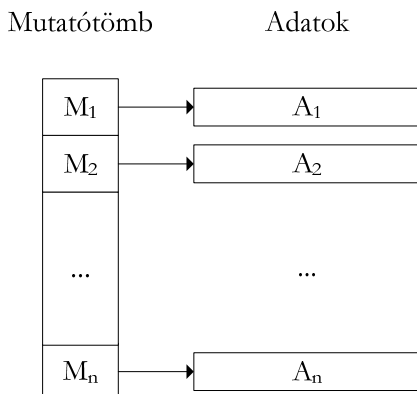 Mutatótömb Adatok
M₁ A₁
M₂ A₂
... ...
Mₙ Aₙ